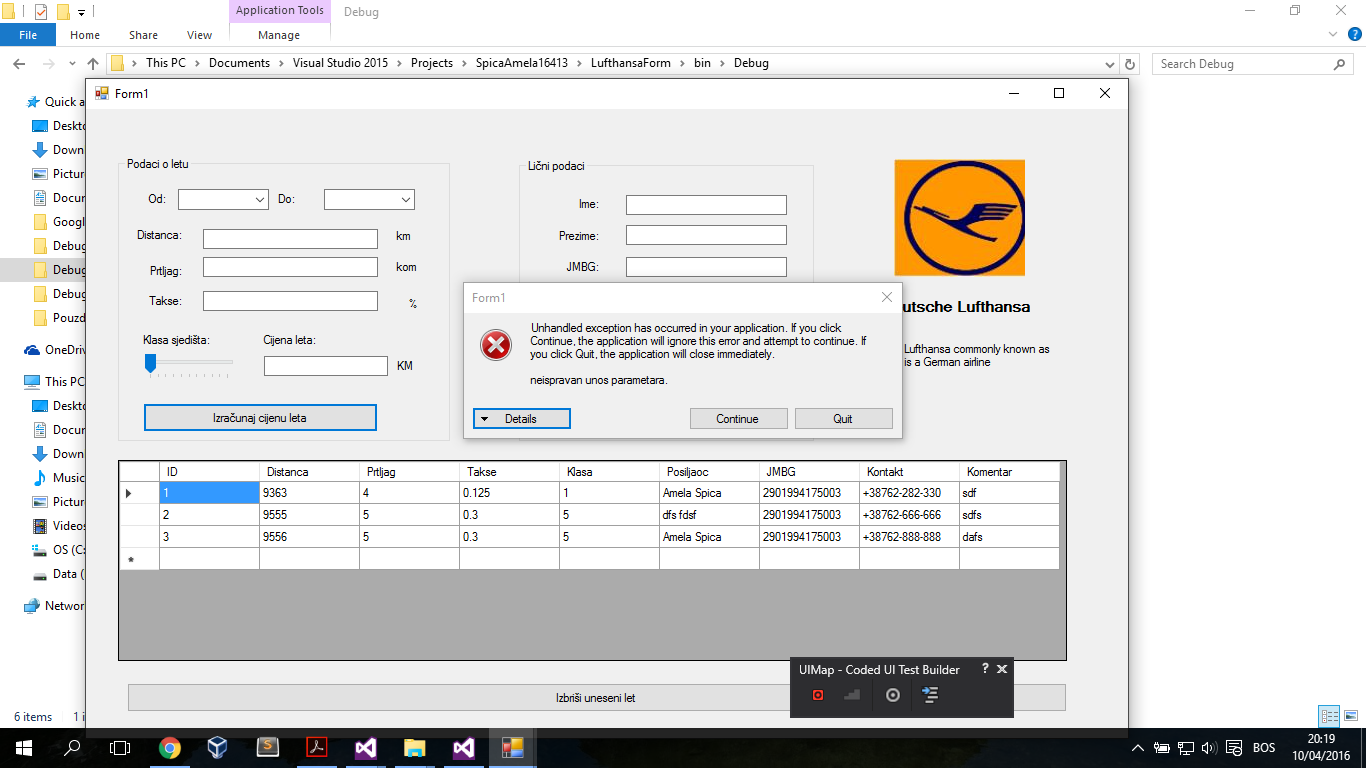 Application Tools
Debug
File
Home
Share
View
Manage
This PC
Documents
Visual Studio 2015
Projects
SpicaAmela16413
LufthansaForm
bin
Debug
Search Debug
Quick a
Deskto
Down
Pictur
Docur
Googl
Debug
Debug
Debug
Pouzd
OneDriv
This PC
Deskto
Docur
Down
Music
Picture
Videos
OS (C:
Data (
Networ
6 items
1 i
Form1
Podaci o letu
Od:
Do:
Distanca:
km
Prtljag:
kom
Takse:
%
Klasa sjedišta:
Cijena leta:
KM
Izračunaj cijenu leta
Lični podaci
Ime:
Prezime:
JMBG:
utsche Lufthansa
Lufthansa commonly known as
is a German airline
Form1
Unhandled exception has occurred in your application. If you click
Continue, the application will ignore this error and attempt to continue. If
you click Quit, the application will close immediately.
neispravan unos parametara.
Details
Continue
Quit
ID Distanca Prtljag Takse Klasa Posiljaoc JMBG Kontakt Komentar
1 9363 4 0.125 1 Amela Spica 2901994175003 +38762-282-330 sdf
2 9555 5 0.3 5 dfs fdsf 2901994175003 +38762-666-666 sdfs
3 9556 5 0.3 5 Amela Spica 2901994175003 +38762-888-888 dafs
*
Izbriši uneseni let
UIMap - Coded UI Test Builder
?
BOS
20:19
10/04/2016